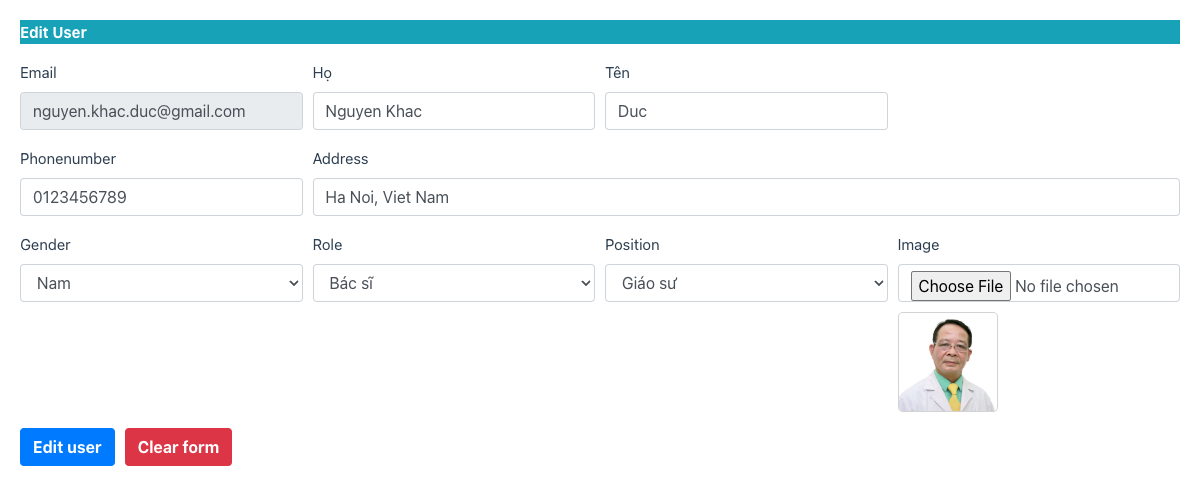 Edit User
Email Họ Tên
nguyen.khac.duc@gmail.com Nguyen Khac Duc
Phonenumber Address
0123456789 Ha Noi, Viet Nam
Gender Role Position Image
Nam Bác sĩ Giáo sư Choose File No file chosen
Edit user Clear form